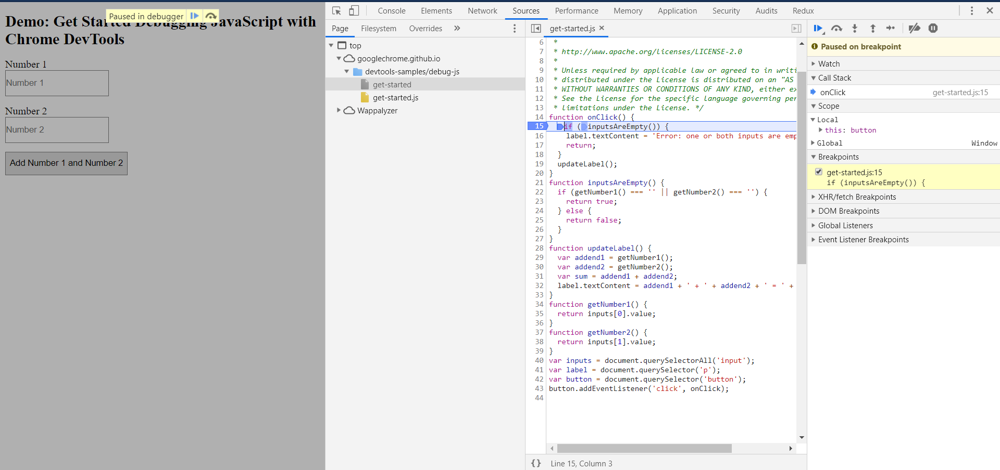 Paused in debugger
Demo: Get Started Debugging JavaScript with
Chrome DevTools
Number 1
Number 1
Number 2
Number 2
Add Number 1 and Number 2
Console Elements Network Sources Performance Memory Application Security Audits Redux
Page Filesystem Overrides »
top
googlechrome.github.io
devtools-samples/debug-js
get-started
get-started.js
Wappalyzer
get-started.js ×
6 *
7 * http://www.apache.org/licenses/LICENSE-2.0
8 *
9 * Unless required by applicable law or agreed to in writi
10 * distributed under the License is distributed on an "AS
11 * WITHOUT WARRANTIES OR CONDITIONS OF ANY KIND, either ex
12 * See the License for the specific language governing per
13 * limitations under the License. */
14 function onClick() {
15 if (inputsAreEmpty()) {
16 label.textContent = 'Error: one or both inputs are emp
17 return;
18 }
19 updateLabel();
20 }
21 function inputsAreEmpty() {
22 if (getNumber1() === '' || getNumber2() === '') {
23 return true;
24 } else {
25 return false;
26 }
27 }
28 function updateLabel() {
29 var addend1 = getNumber1();
30 var addend2 = getNumber2();
31 var sum = addend1 + addend2;
32 label.textContent = addend1 + ' + ' + addend2 + ' = ' +
33 }
34 function getNumber1() {
35 return inputs[0].value;
36 }
37 function getNumber2() {
38 return inputs[1].value;
39 }
40 var inputs = document.querySelectorAll('input');
41 var label = document.querySelector('p');
42 var button = document.querySelector('button');
43 button.addEventListener('click', onClick);
44
{} Line 15, Column 3
Paused on breakpoint
Watch
Call Stack
onClick get-started.js:15
Scope
Local
this: button
Global Window
Breakpoints
get-started.js:15
if (inputsAreEmpty()) {
XHR/fetch Breakpoints
DOM Breakpoints
Global Listeners
Event Listener Breakpoints